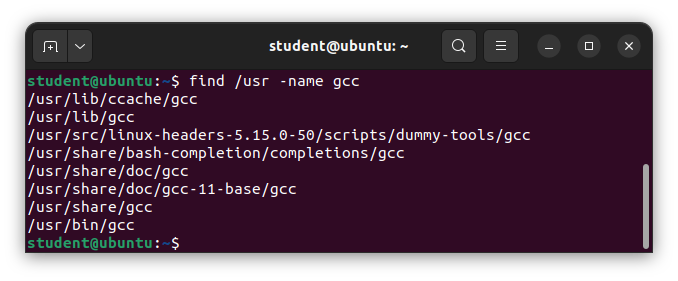 student@ubuntu: ~
student@ubuntu:~$ find /usr -name gcc
/usr/lib/ccache/gcc
/usr/lib/gcc
/usr/src/linux-headers-5.15.0-50/scripts/dummy-tools/gcc
/usr/share/bash-completion/completions/gcc
/usr/share/doc/gcc
/usr/share/doc/gcc-11-base/gcc
/usr/share/gcc
/usr/bin/gcc
student@ubuntu:~$